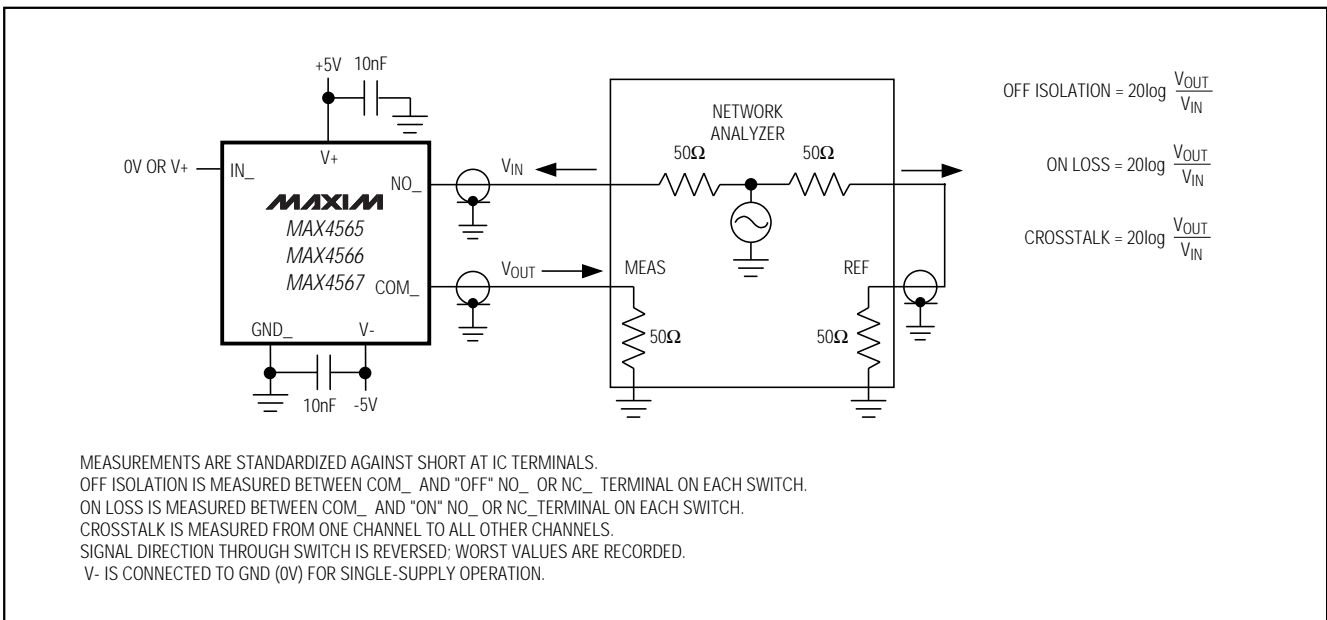 +5V 10nF
0V OR V+
IN_
V+
NO_
MAXIM
MAX4565
MAX4566
MAX4567
COM_
GND_
V-
10nF
-5V
VIN
VOUT
NETWORK
ANALYZER
50Ω
50Ω
MEAS
REF
50Ω
50Ω
OFF ISOLATION = 20log VOUT
VIN
ON LOSS = 20log VOUT
VIN
CROSSTALK = 20log VOUT
VIN
MEASUREMENTS ARE STANDARDIZED AGAINST SHORT AT IC TERMINALS.
OFF ISOLATION IS MEASURED BETWEEN COM_ AND "OFF" NO_ OR NC_ TERMINAL ON EACH SWITCH.
ON LOSS IS MEASURED BETWEEN COM_ AND "ON" NO_ OR NC_TERMINAL ON EACH SWITCH.
CROSSTALK IS MEASURED FROM ONE CHANNEL TO ALL OTHER CHANNELS.
SIGNAL DIRECTION THROUGH SWITCH IS REVERSED; WORST VALUES ARE RECORDED.
V- IS CONNECTED TO GND (0V) FOR SINGLE-SUPPLY OPERATION.